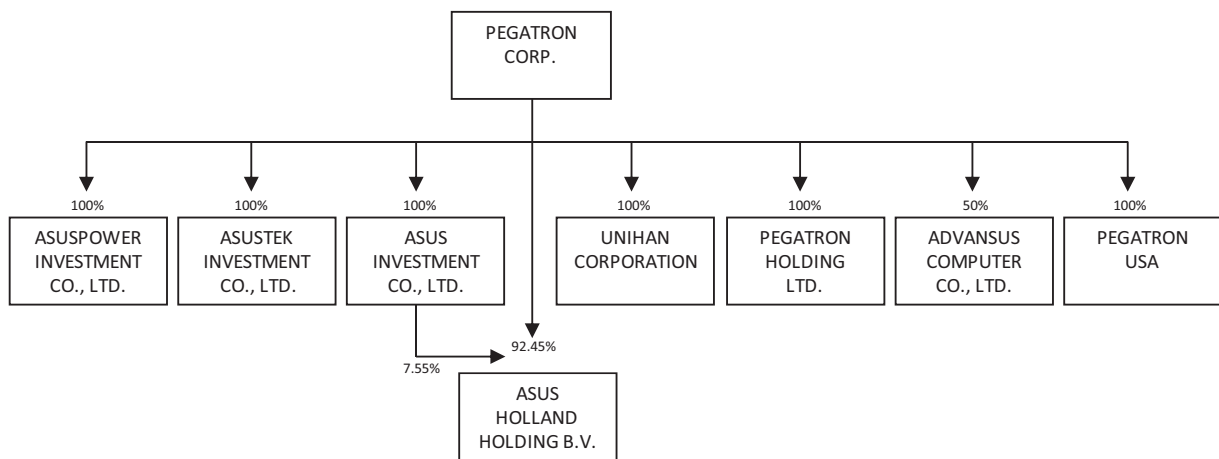 PEGATRON
CORP.
100%
100%
100%
100%
100%
50%
100%
ASUSPOWER
INVESTMENT
CO., LTD.
ASUSTEK
INVESTMENT
CO., LTD.
ASUS
INVESTMENT
CO., LTD.
UNIHAN
CORPORATION
PEGATRON
HOLDING
LTD.
ADVANSUS
COMPUTER
CO., LTD.
PEGATRON
USA
92.45%
7.55%
ASUS
HOLLAND
HOLDING B.V.